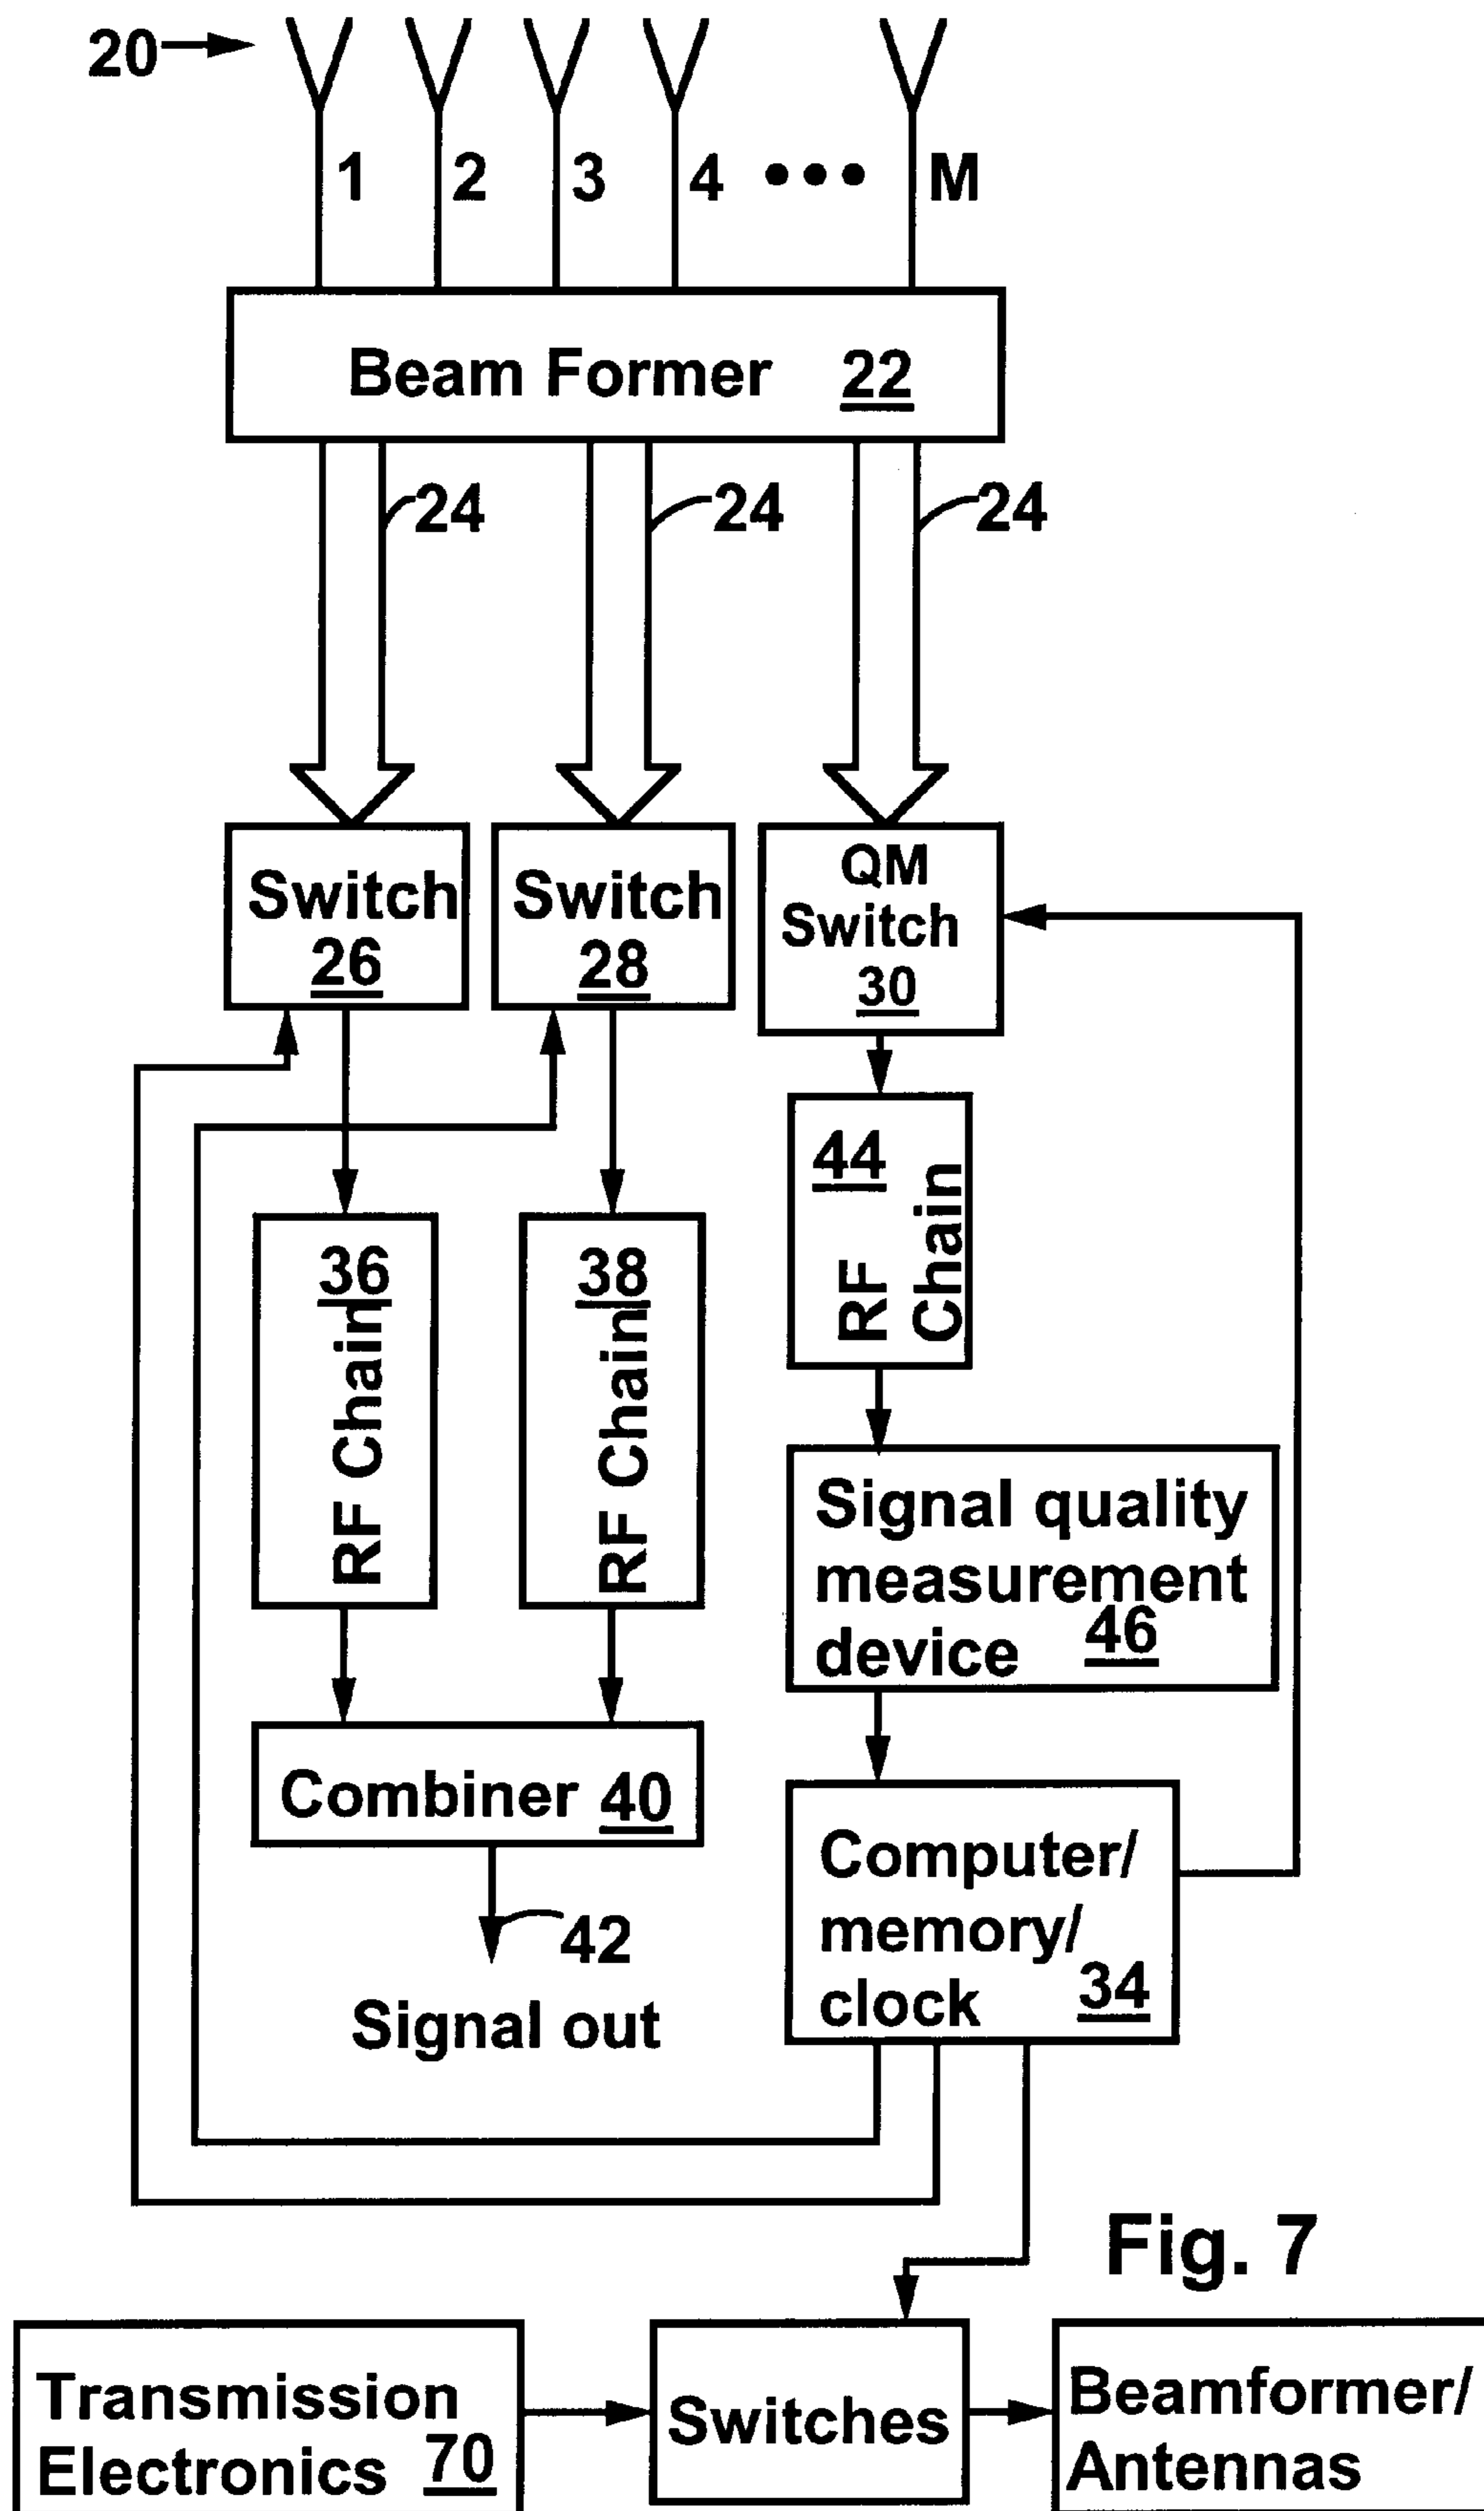 20
1 2 3 4 ••• M
Beam Former 22
24 24 24
Switch
26
Switch
28
QM
Switch
30
36
RF Chain
38
RF Chain
44
RF
Chain
Signal quality
measurement
device 46
Combiner 40
42
Signal out
Computer/
memory/
clock 34
Fig. 7
Transmission
Electronics 70
Switches
Beamformer/
Antennas